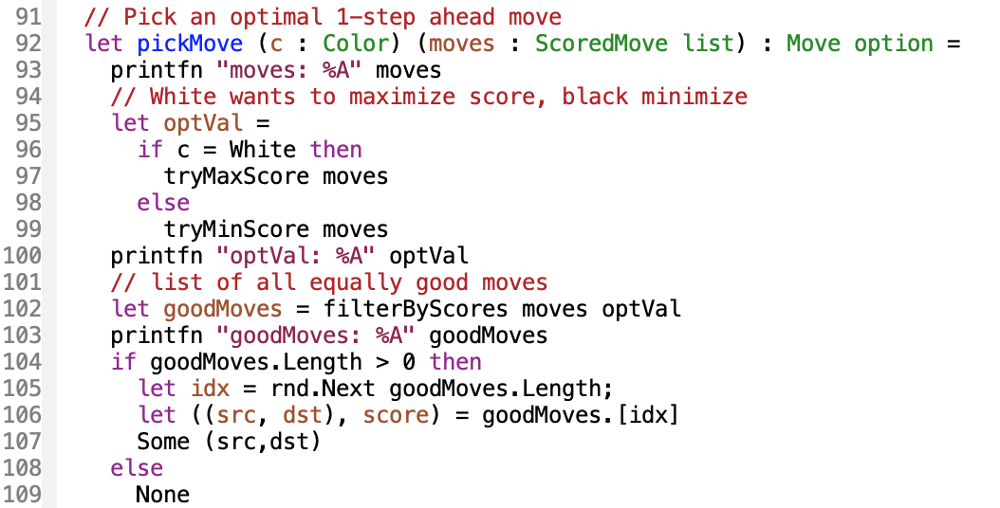 91 // Pick an optimal 1-step ahead move
92 let pickMove (c : Color) (moves : ScoredMove list) : Move option =
93   printfn "moves: %A" moves
94   // White wants to maximize score, black minimize
95   let optVal =
96     if c = White then
97       tryMaxScore moves
98     else
99       tryMinScore moves
100   printfn "optVal: %A" optVal
101   // list of all equally good moves
102   let goodMoves = filterByScores moves optVal
103   printfn "goodMoves: %A" goodMoves
104   if goodMoves.Length > 0 then
105     let idx = rnd.Next goodMoves.Length;
106     let ((src, dst), score) = goodMoves.[idx]
107     Some (src,dst)
108   else
109     None